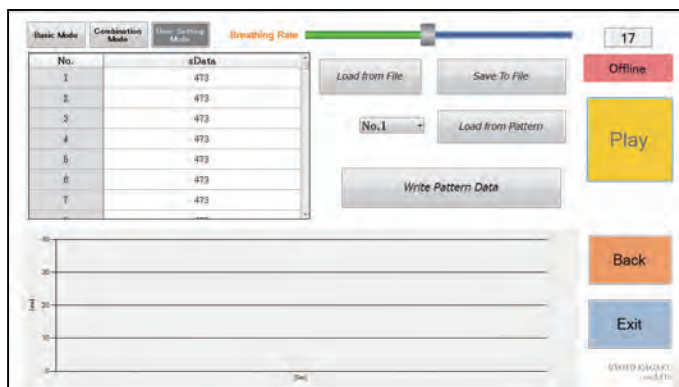 Basic Mode
Combination
Mode
User Setting
Mode
Breathing Rate
17
No. sData
1 473
2 473
3 473
4 473
5 473
6 473
7 473
Load from File
Save To File
Offline
No.1
Load from Pattern
Play
Write Pattern Data
Back
Exit
40
30
20
10
0
KYOTO KAGAKU